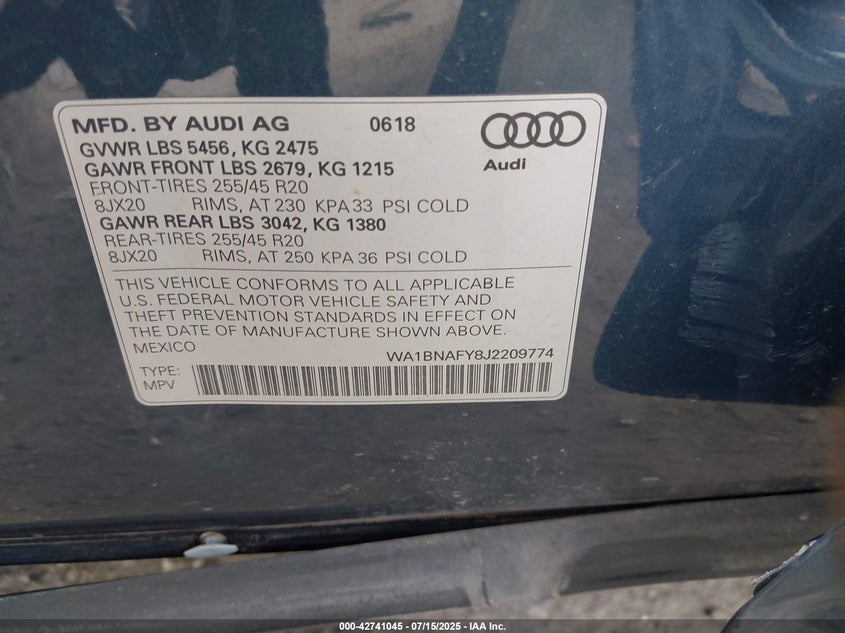 MFD. BY AUDI AG 0618
GVWR LBS 5456, KG 2475
GAWR FRONT LBS 2679, KG 1215
Audi
FRONT-TIRES 255/45 R20
8JX20 RIMS, AT 230 KPA 33 PSI COLD
GAWR REAR LBS 3042, KG 1380
REAR-TIRES 255/45 R20
8JX20 RIMS, AT 250 KPA 36 PSI COLD
THIS VEHICLE CONFORMS TO ALL APPLICABLE
U.S. FEDERAL MOTOR VEHICLE SAFETY AND
THEFT PREVENTION STANDARDS IN EFFECT ON
THE DATE OF MANUFACTURE SHOWN ABOVE.
MEXICO WA1BNAFY8J2209774
TYPE:
MPV
000-42741045 - 07/15/2025 - IAA Inc.